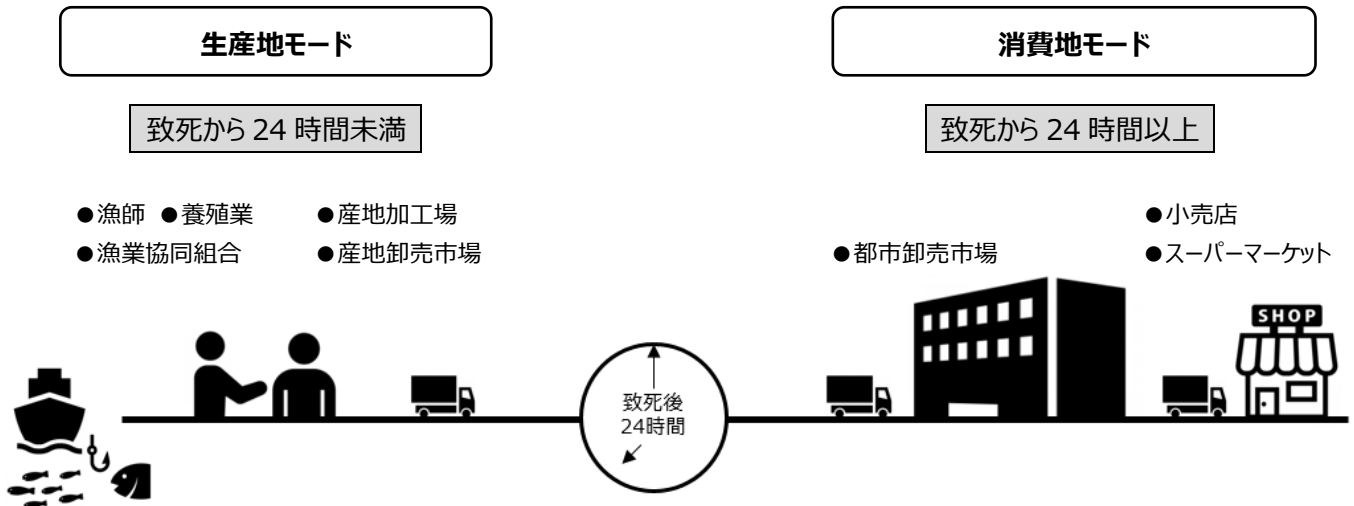 生産地モード
消費地モード
致死から 24 時間未満
致死から 24 時間以上
●漁師 ●養殖業 ●産地加工場
●漁業協同組合 ●産地卸売市場
●小売店
●都市卸売市場 ●スーパーマーケット
SHOP
致死後
24時間